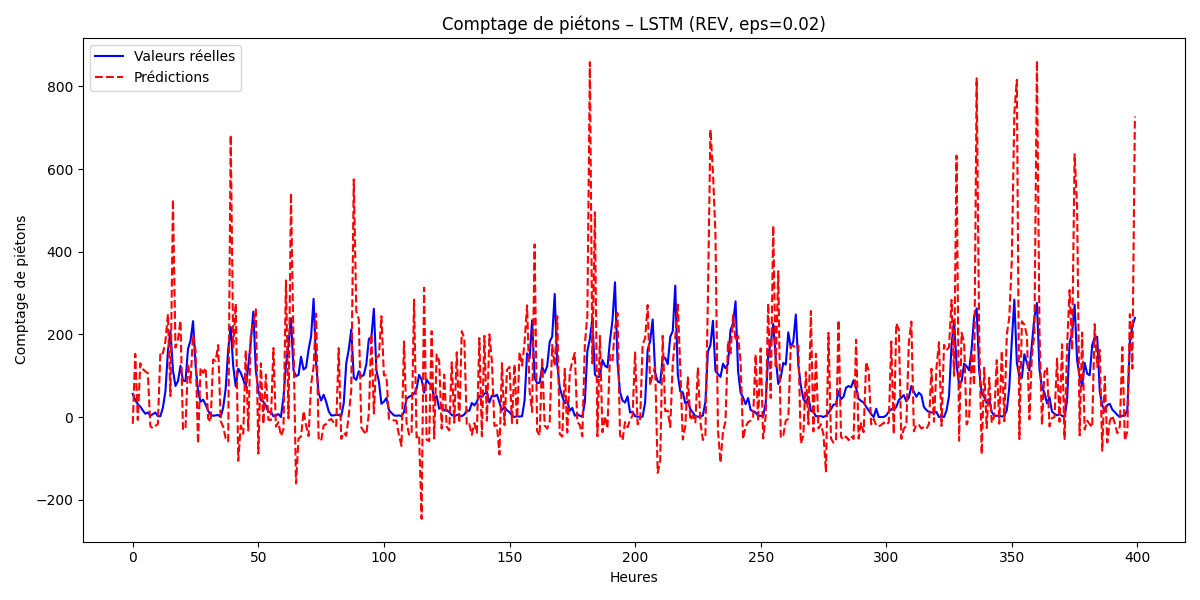 Comptage de piétons – LSTM (REV, eps=0.02)
Valeurs réelles
Prédictions
Comptage de piétons
800
600
400
200
0
−200
0 50 100 150 200 250 300 350 400
Heures